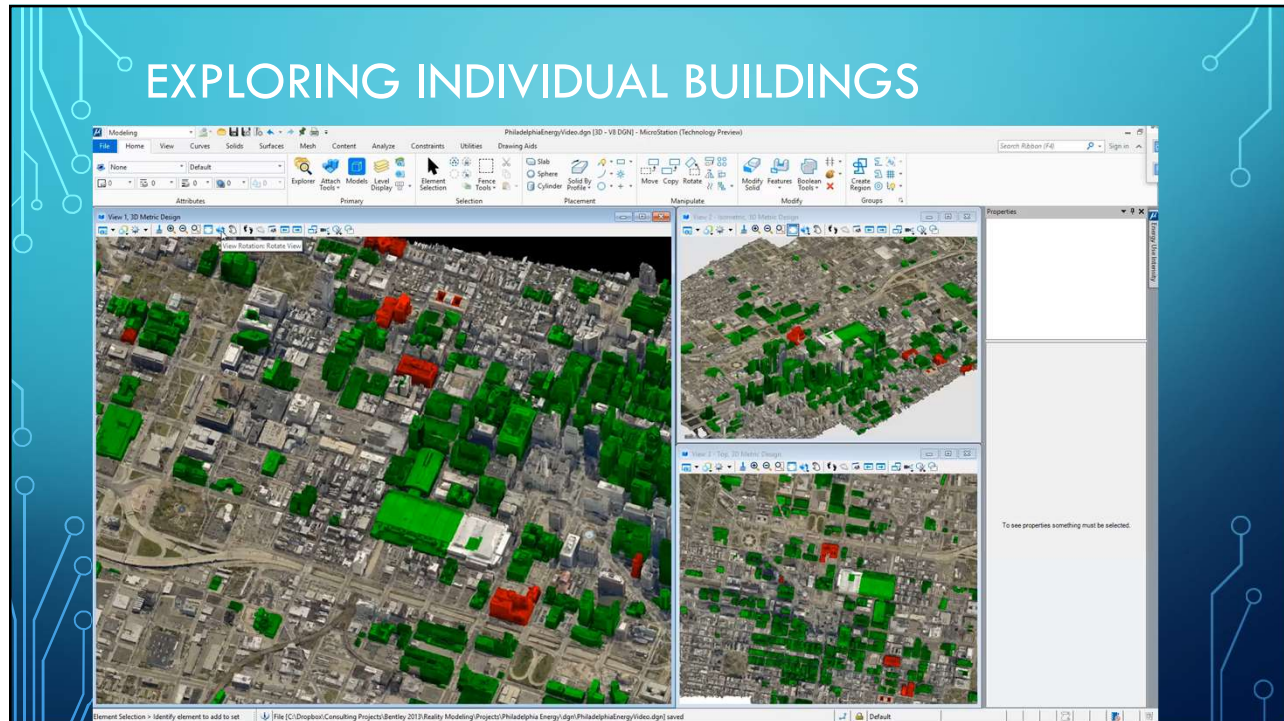 EXPLORING INDIVIDUAL BUILDINGS
Modeling
PhiladelphiaEnergyVideo.dgn [3D - V8 DGN] - MicroStation (Technology Preview)
File Home View Curves Solids Surfaces Mesh Content Analyze Constraints Utilities Drawing Aids
Search Ribbon (F4)
Sign in
None Default
0 0 0 0 0
Explorer Attach Tools Models Level Display
Element Selection Fence Tools
Slab
Sphere
Cylinder
Solid By Profile
Move Copy Rotate
Modify Solid Features Boolean Tools
Create Region
Attributes Primary Selection Placement Manipulate Modify Groups
View 1, 3D Metric Design
View Rotation: Rotate View
View 2 - Isometric, 3D Metric Design
Properties
Energy Use Intensity
To see properties something must be selected.
Element Selection > Identify element to add to set
File [C:\Dropbox\Consulting Projects\Bentley 2013\Reality Modeling\Projects\Philadelphia Energy\dgn\PhiladelphiaEnergyVideo.dgn] saved
Default